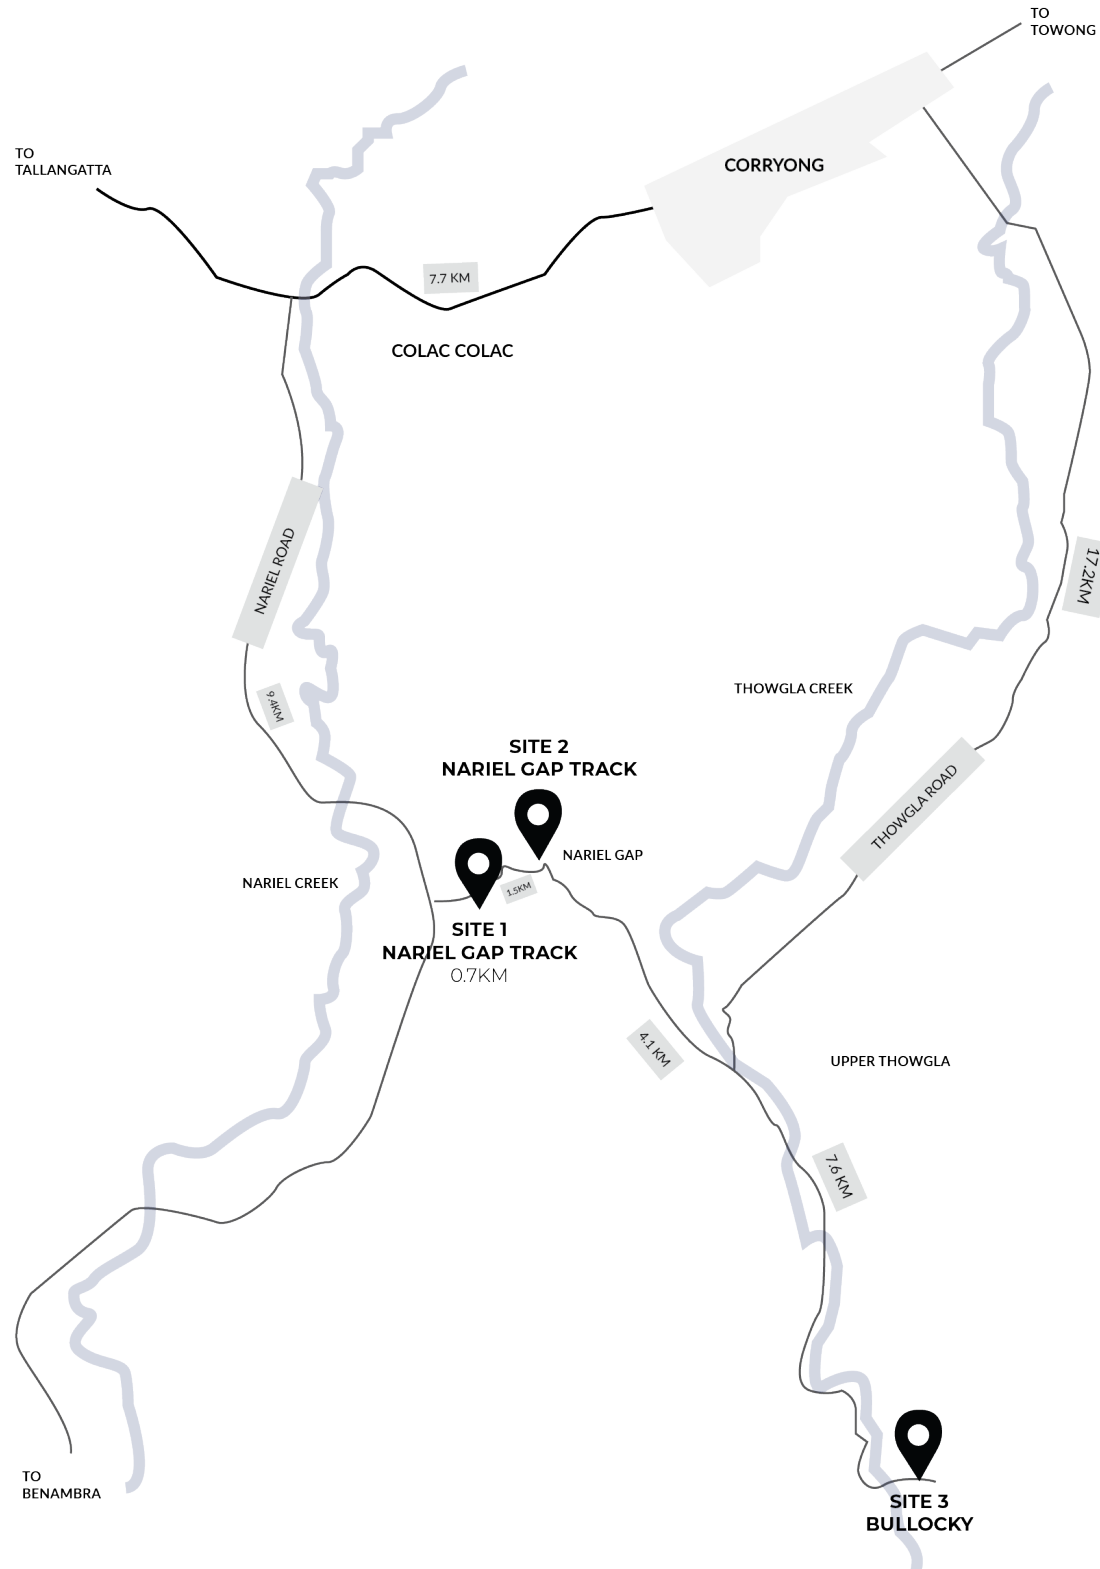 TO
TOWONG
TO
TALLANGATTA
CORRYONG
7.7 KM
COLAC COLAC
NARIEL ROAD
17.2KM
9.4KM
THOWGLA CREEK
SITE 2
NARIEL GAP TRACK
THOWGLA ROAD
NARIEL GAP
NARIEL CREEK
1.5KM
SITE 1
NARIEL GAP TRACK
0.7KM
4.1 KM
UPPER THOWGLA
7.6 KM
TO
BENAMBRA
SITE 3
BULLOCKY